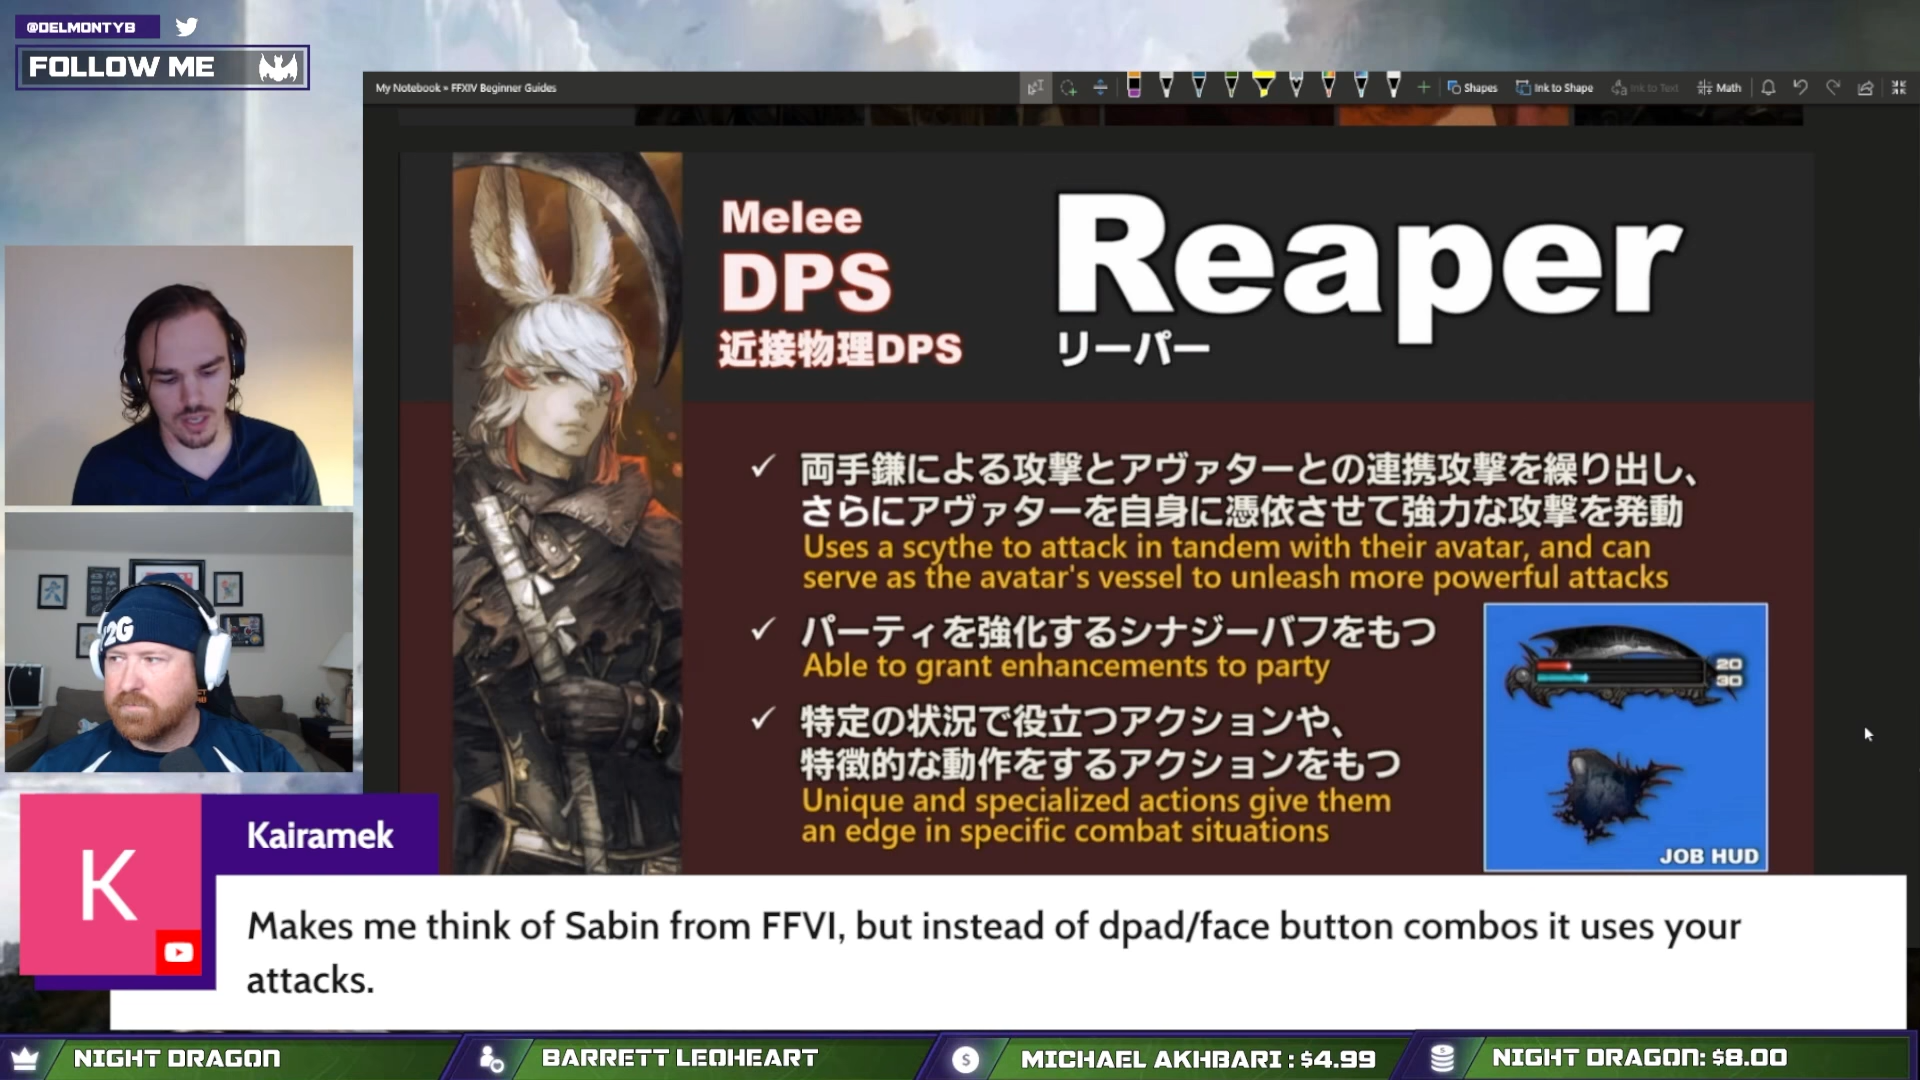 @DELMONTYB
FOLLOW ME
My Notebook » FFXIV Beginner Guides
Shapes
Ink to Shape
Ink to Text
Math
Melee
DPS
近接物理DPS
Reaper
リーパー
✓ 両手鎌による攻撃とアヴァターとの連携攻撃を繰り出し、
さらにアヴァターを自身に憑依させて強力な攻撃を発動
Uses a scythe to attack in tandem with their avatar, and can
serve as the avatar's vessel to unleash more powerful attacks
✓ パーティを強化するシナジーバフをもつ
Able to grant enhancements to party
✓ 特定の状況で役立つアクションや、
特徴的な動作をするアクションをもつ
Unique and specialized actions give them
an edge in specific combat situations
20
30
JOB HUD
K
Kairamek
Makes me think of Sabin from FFVI, but instead of dpad/face button combos it uses your
attacks.
NIGHT DRAGON
BARRETT LEOHEART
MICHAEL AKHBARI : $4.99
NIGHT DRAGON: $8.00